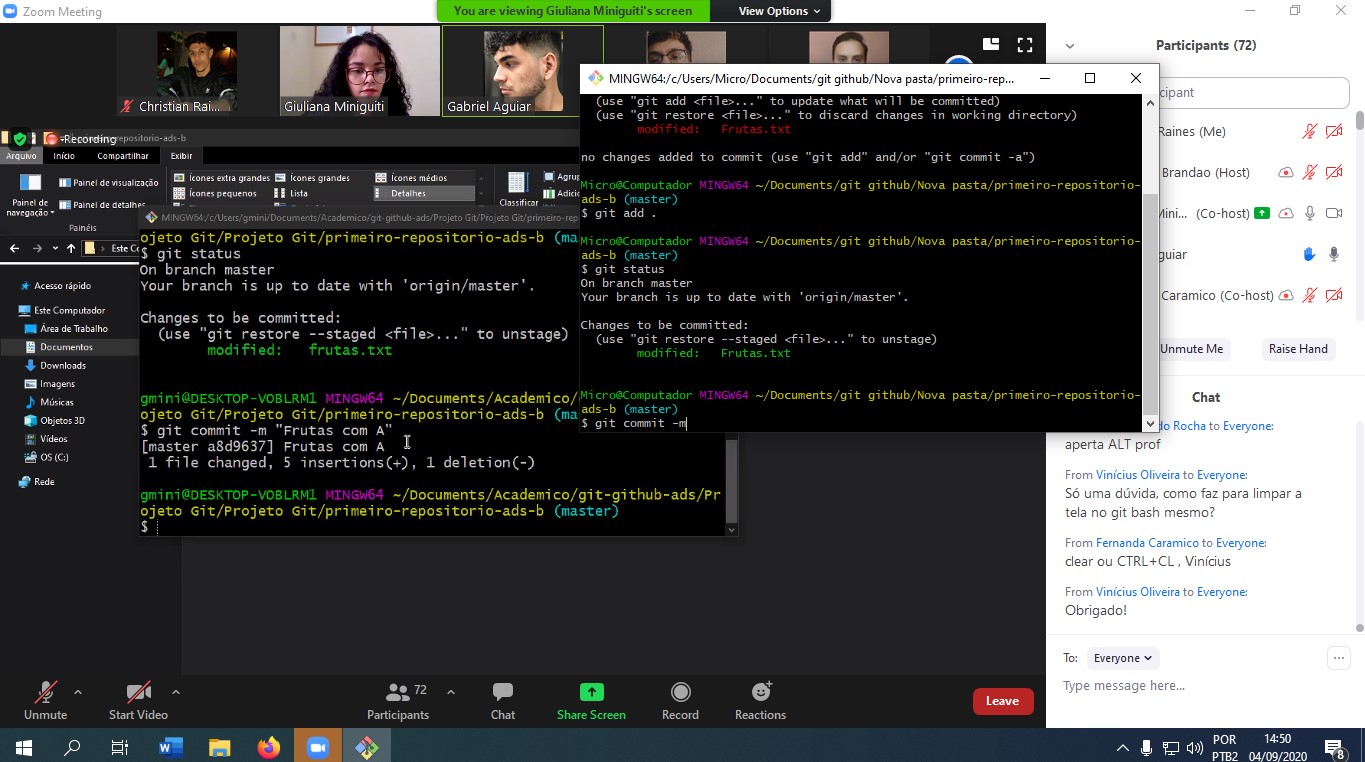 Zoom Meeting
You are viewing Giuliana Miniguiti's screen
View Options
Christian Rai...
Giuliana Miniguiti
Gabriel Aguiar
Recording
-repositorio-ads-b
Arquivo
Início
Compartilhar
Exibir
Painel de navegação
Painel de visualização
Painel de detalhes
Painéis
Ícones extra grandes
Ícones grandes
Ícones médios
Ícones pequenos
Lista
Detalhes
Classificar
Agrup
Adicio
Este Co
Acesso rápido
Este Computador
Área de Trabalho
Documentos
Downloads
Imagens
Músicas
Objetos 3D
Vídeos
OS (C:)
Rede
MINGW64:/c/Users/gmini/Documents/Academico/git-github-ads/Projeto Git/Projeto Git/primeiro-rep
ojeto Git/Projeto Git/primeiro-repositorio-ads-b (mas
$ git status
On branch master
Your branch is up to date with 'origin/master'.
Changes to be committed:
(use "git restore --staged <file>..." to unstage)
modified: frutas.txt
gmini@DESKTOP-VOBLRM1 MINGW64 ~/Documents/Academico/
ojeto Git/Projeto Git/primeiro-repositorio-ads-b (mas
$ git commit -m "Frutas com A"
[master a8d9637] Frutas com A
1 file changed, 5 insertions(+), 1 deletion(-)
gmini@DESKTOP-VOBLRM1 MINGW64 ~/Documents/Academico/git-github-ads/Pr
ojeto Git/Projeto Git/primeiro-repositorio-ads-b (master)
$
MINGW64:/c/Users/Micro/Documents/git github/Nova pasta/primeiro-rep...
(use "git add <file>..." to update what will be committed)
(use "git restore <file>..." to discard changes in working directory)
modified: Frutas.txt
no changes added to commit (use "git add" and/or "git commit -a")
Micro@Computador MINGW64 ~/Documents/git github/Nova pasta/primeiro-repositorio-
ads-b (master)
$ git add .
Micro@Computador MINGW64 ~/Documents/git github/Nova pasta/primeiro-repositorio-
ads-b (master)
$ git status
On branch master
Your branch is up to date with 'origin/master'.
Changes to be committed:
(use "git restore --staged <file>..." to unstage)
modified: Frutas.txt
Micro@Computador MINGW64 ~/Documents/git github/Nova pasta/primeiro-repositorio-
ads-b (master)
$ git commit -m
Participants (72)
cipant
Raines (Me)
Brandao (Host)
Mini... (Co-host)
guiar
Caramico (Co-host)
Unmute Me
Raise Hand
Chat
do Rocha to Everyone:
aperta ALT prof
From Vinícius Oliveira to Everyone:
Só uma dúvida, como faz para limpar a
tela no git bash mesmo?
From Fernanda Caramico to Everyone:
clear ou CTRL+CL , Vinícius
From Vinícius Oliveira to Everyone:
Obrigado!
To: Everyone
Type message here...
Unmute
Start Video
72
Participants
Chat
Share Screen
Record
Reactions
Leave
POR
PTB2
14:50
04/09/2020
8